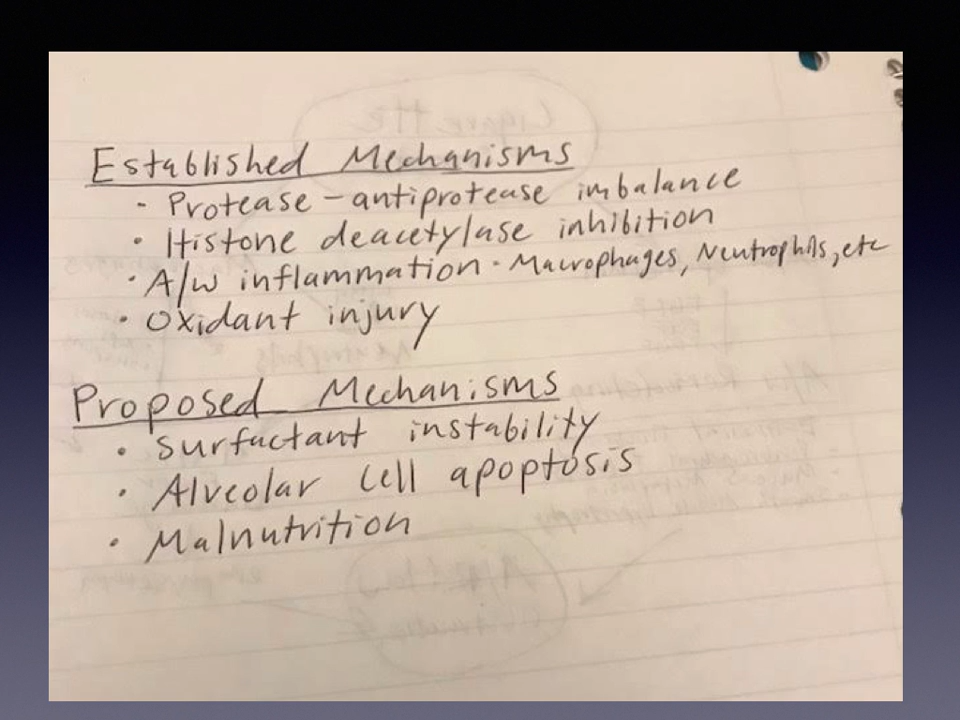 Established Mechanisms
- Protease - antiprotease imbalance
· Histone deacetylase inhibition
· A/w inflammation - Macrophages, Neutrophils, etc
· Oxidant injury
Proposed Mechanisms
· Surfactant instability
· Alveolar cell apoptosis
· Malnutrition